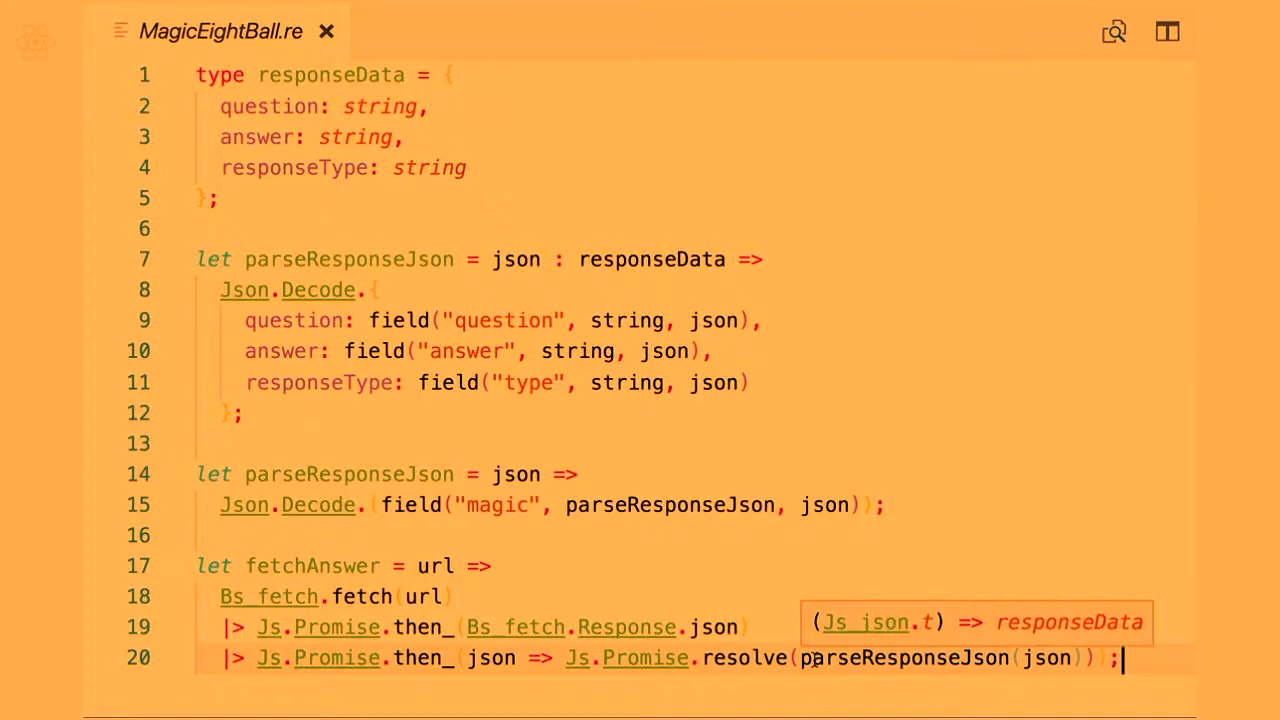 MagicEightBall.re
1 type responseData = {
2 question: string,
3 answer: string,
4 responseType: string
5 };
6
7 let parseResponseJson = json : responseData =>
8 Json.Decode.{
9 question: field("question", string, json),
10 answer: field("answer", string, json),
11 responseType: field("type", string, json)
12 };
13
14 let parseResponseJson = json =>
15 Json.Decode.(field("magic", parseResponseJson, json));
16
17 let fetchAnswer = url =>
18 Bs_fetch.fetch(url)
19 |> Js.Promise.then_(Bs_fetch.Response.json)
(Js_json.t) => responseData
20 |> Js.Promise.then_(json => Js.Promise.resolve(parseResponseJson(json)));